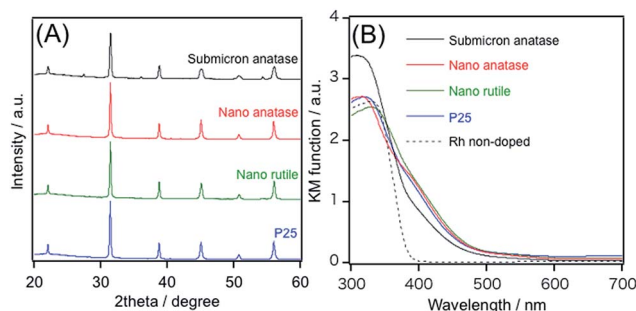 (A)
Submicron anatase
Nano anatase
Nano rutile
P25
Intensity / a.u.
20 30 40 50 60
2theta / degree
(B)
Submicron anatase
Nano anatase
Nano rutile
P25
Rh non-doped
KM function / a.u.
4
3
2
1
0
300 400 500 600 700
Wavelength / nm